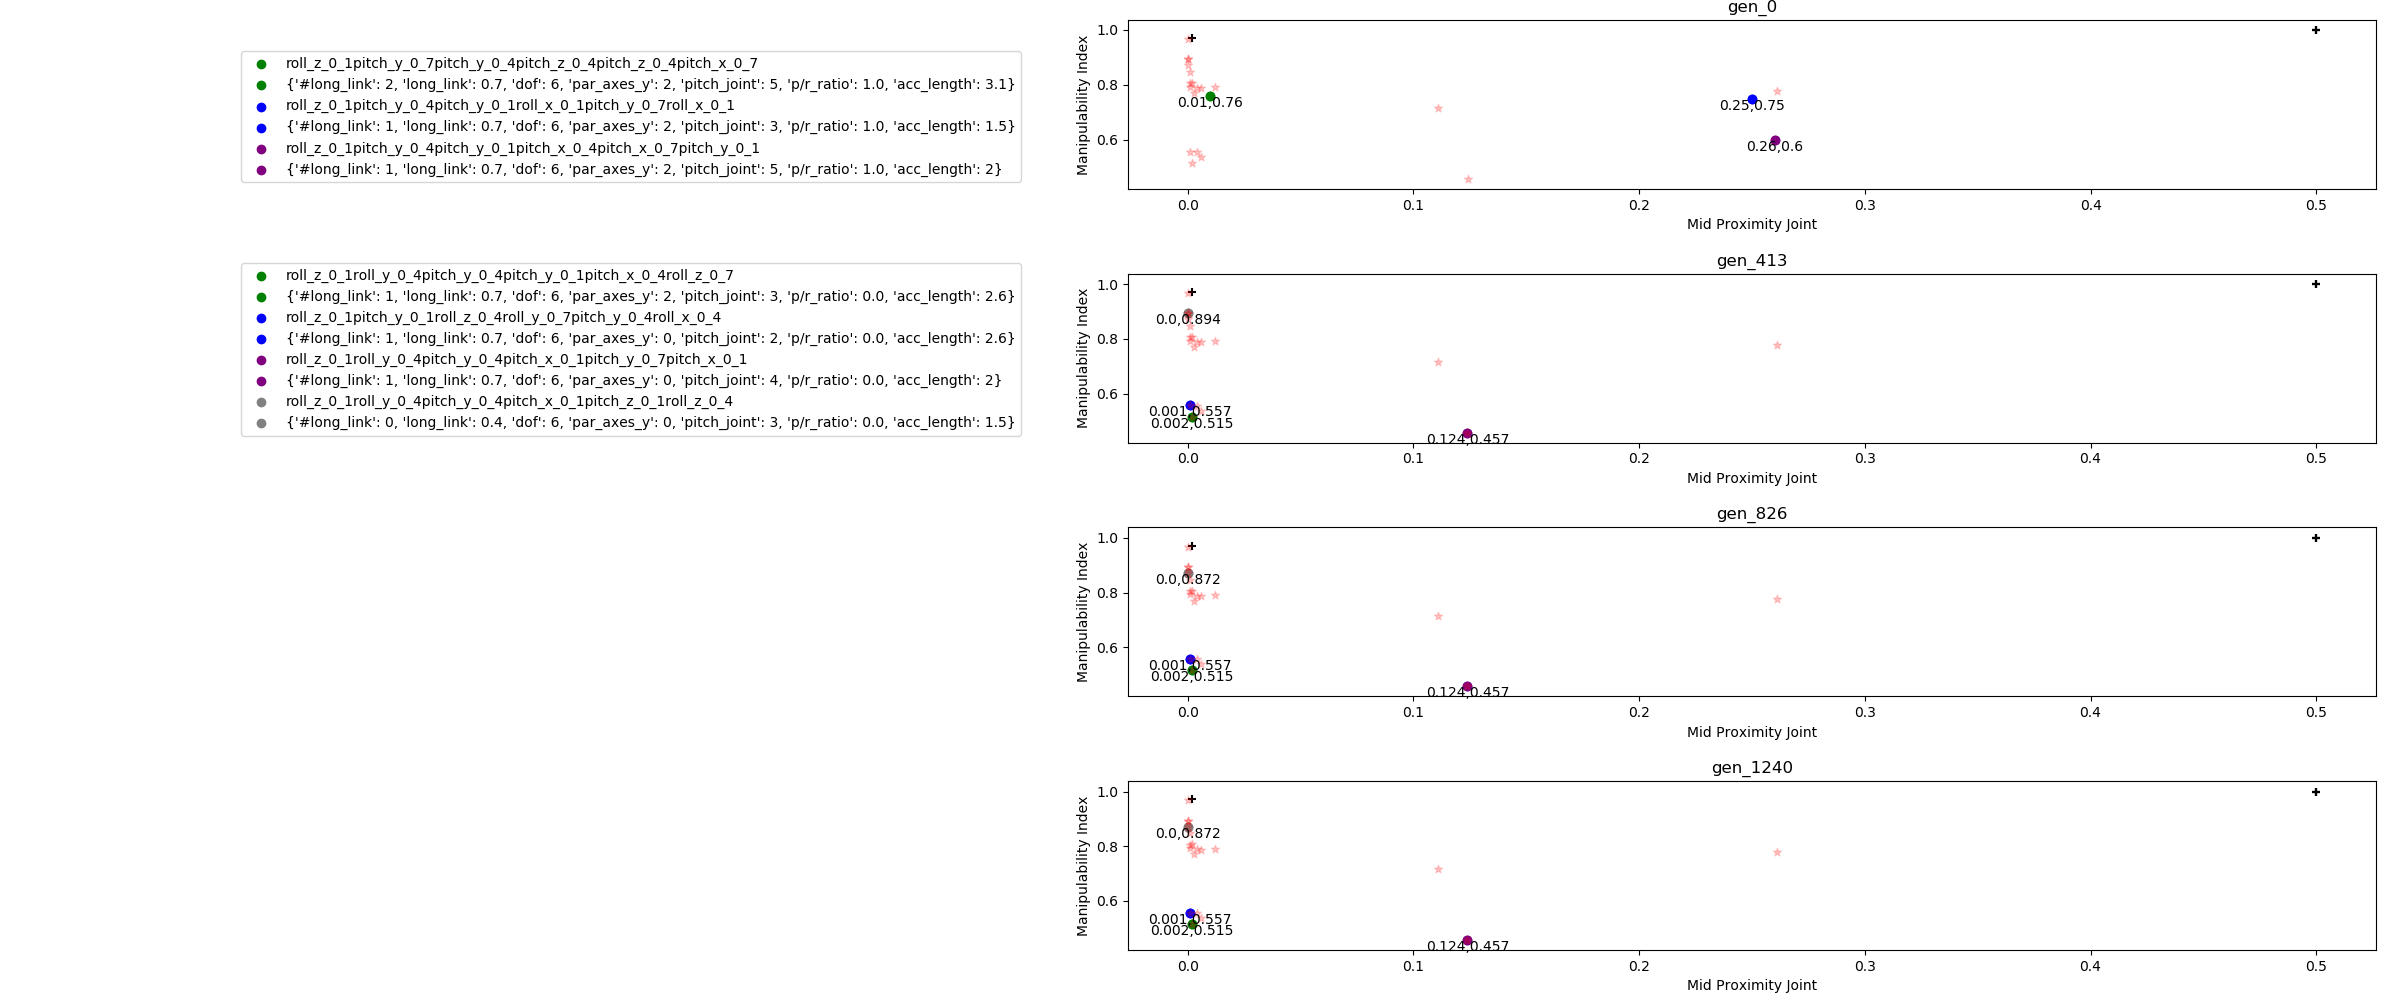 roll_z_0_1pitch_y_0_7pitch_y_0_4pitch_z_0_4pitch_z_0_4pitch_x_0_7
{'#long_link': 2, 'long_link': 0.7, 'dof': 6, 'par_axes_y': 2, 'pitch_joint': 5, 'p/r_ratio': 1.0, 'acc_length': 3.1}
roll_z_0_1pitch_y_0_4pitch_y_0_1roll_x_0_1pitch_y_0_7roll_x_0_1
{'#long_link': 1, 'long_link': 0.7, 'dof': 6, 'par_axes_y': 2, 'pitch_joint': 3, 'p/r_ratio': 1.0, 'acc_length': 1.5}
roll_z_0_1pitch_y_0_4pitch_y_0_1pitch_x_0_4pitch_x_0_7pitch_y_0_1
{'#long_link': 1, 'long_link': 0.7, 'dof': 6, 'par_axes_y': 2, 'pitch_joint': 5, 'p/r_ratio': 1.0, 'acc_length': 2}
gen_0
Manipulability Index
1.0
0.8
0.6
0.01,0.76
0.25,0.75
0.26,0.6
0.0 0.1 0.2 0.3 0.4 0.5
Mid Proximity Joint
roll_z_0_1roll_y_0_4pitch_y_0_4pitch_y_0_1pitch_x_0_4roll_z_0_7
{'#long_link': 1, 'long_link': 0.7, 'dof': 6, 'par_axes_y': 2, 'pitch_joint': 3, 'p/r_ratio': 0.0, 'acc_length': 2.6}
roll_z_0_1pitch_y_0_1roll_z_0_4roll_y_0_7pitch_y_0_4roll_x_0_4
{'#long_link': 1, 'long_link': 0.7, 'dof': 6, 'par_axes_y': 0, 'pitch_joint': 2, 'p/r_ratio': 0.0, 'acc_length': 2.6}
roll_z_0_1roll_y_0_4pitch_y_0_4pitch_x_0_1pitch_y_0_7pitch_x_0_1
{'#long_link': 1, 'long_link': 0.7, 'dof': 6, 'par_axes_y': 0, 'pitch_joint': 4, 'p/r_ratio': 0.0, 'acc_length': 2}
roll_z_0_1roll_y_0_4pitch_y_0_4pitch_x_0_1pitch_z_0_1roll_z_0_4
{'#long_link': 0, 'long_link': 0.4, 'dof': 6, 'par_axes_y': 0, 'pitch_joint': 3, 'p/r_ratio': 0.0, 'acc_length': 1.5}
gen_413
Manipulability Index
1.0
0.8
0.6
0.0,0.894
0.001,0.557
0.002,0.515
0.124,0.457
0.0 0.1 0.2 0.3 0.4 0.5
Mid Proximity Joint
gen_826
Manipulability Index
1.0
0.8
0.6
0.0,0.872
0.001,0.557
0.002,0.515
0.124,0.457
0.0 0.1 0.2 0.3 0.4 0.5
Mid Proximity Joint
gen_1240
Manipulability Index
1.0
0.8
0.6
0.0,0.872
0.001,0.557
0.002,0.515
0.124,0.457
0.0 0.1 0.2 0.3 0.4 0.5
Mid Proximity Joint